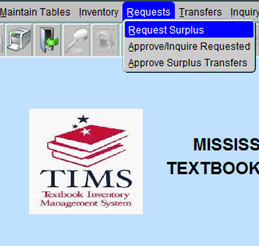 Maintain Tables Inventory Requests Transfers Inquiry
Request Surplus
Approve/Inquire Requested
Approve Surplus Transfers
TIMS
Textbook Inventory
Management System
MISSISS
TEXTBOOK